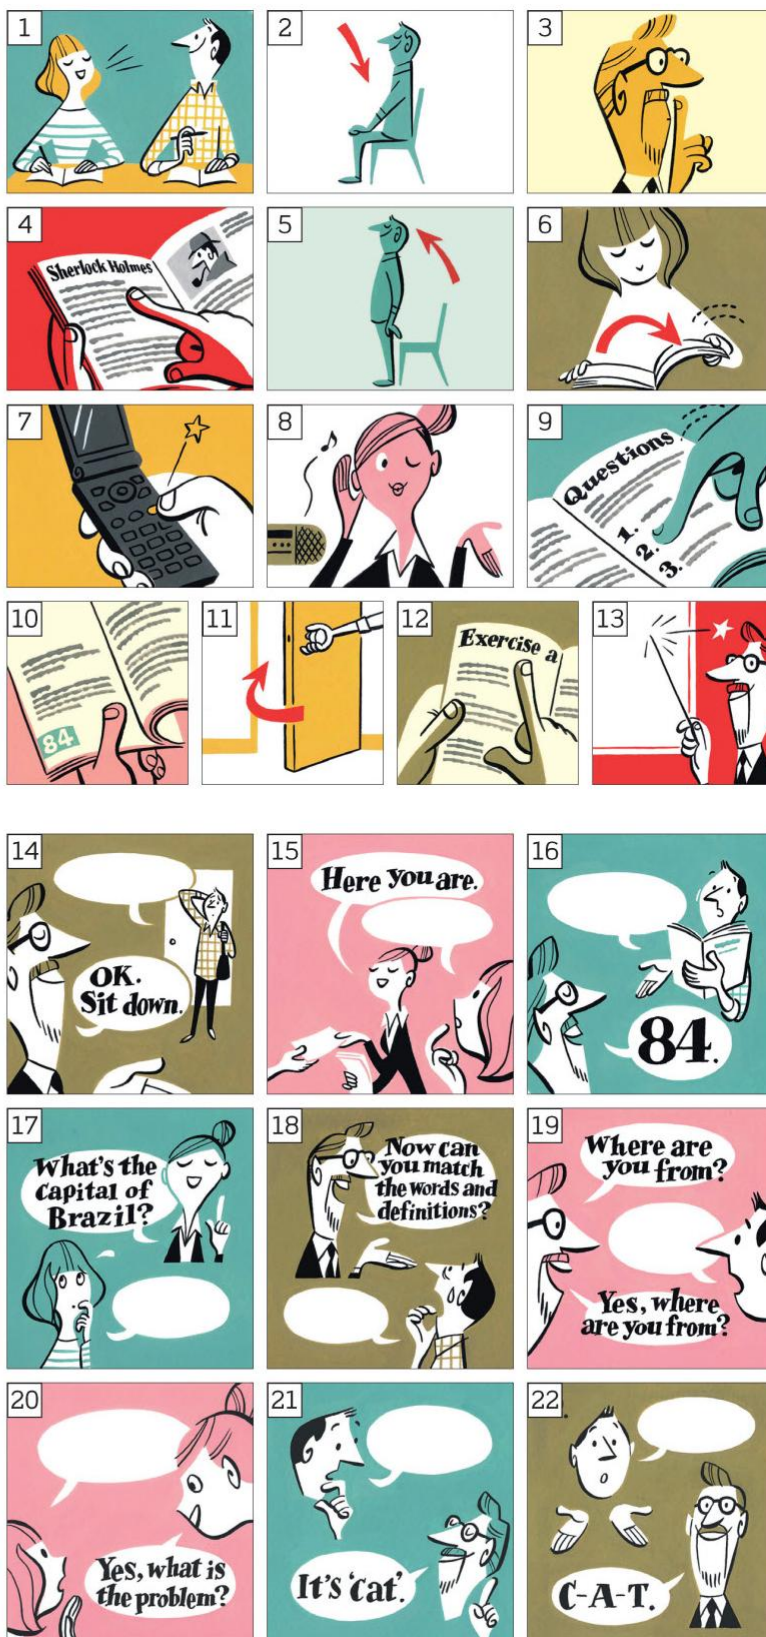 1
2
3
4
Sherlock Holmes
5
6
7
8
9
Questions
1.
2.
3.
10
84
11
12
Exercise a
13
14
OK.
Sit down.
15
Here you are.
16
84.
17
What's the
capital of
Brazil?
18
Now can
you match
the words and
definitions?
19
Where are
you from?
Yes, where
are you from?
20
Yes, what is
the problem?
21
It's 'cat'.
22
C-A-T.